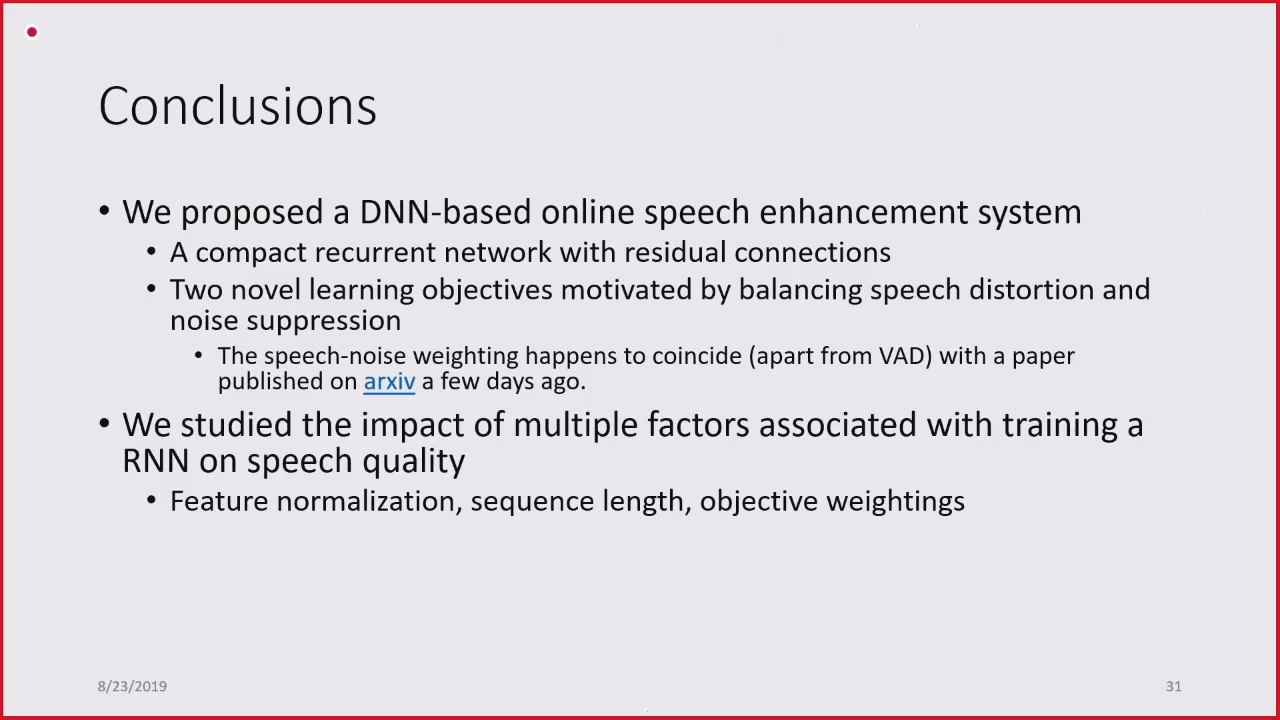 Conclusions
• We proposed a DNN-based online speech enhancement system
• A compact recurrent network with residual connections
• Two novel learning objectives motivated by balancing speech distortion and
noise suppression
• The speech-noise weighting happens to coincide (apart from VAD) with a paper
published on arxiv a few days ago.
• We studied the impact of multiple factors associated with training a
RNN on speech quality
• Feature normalization, sequence length, objective weightings
8/23/2019
31